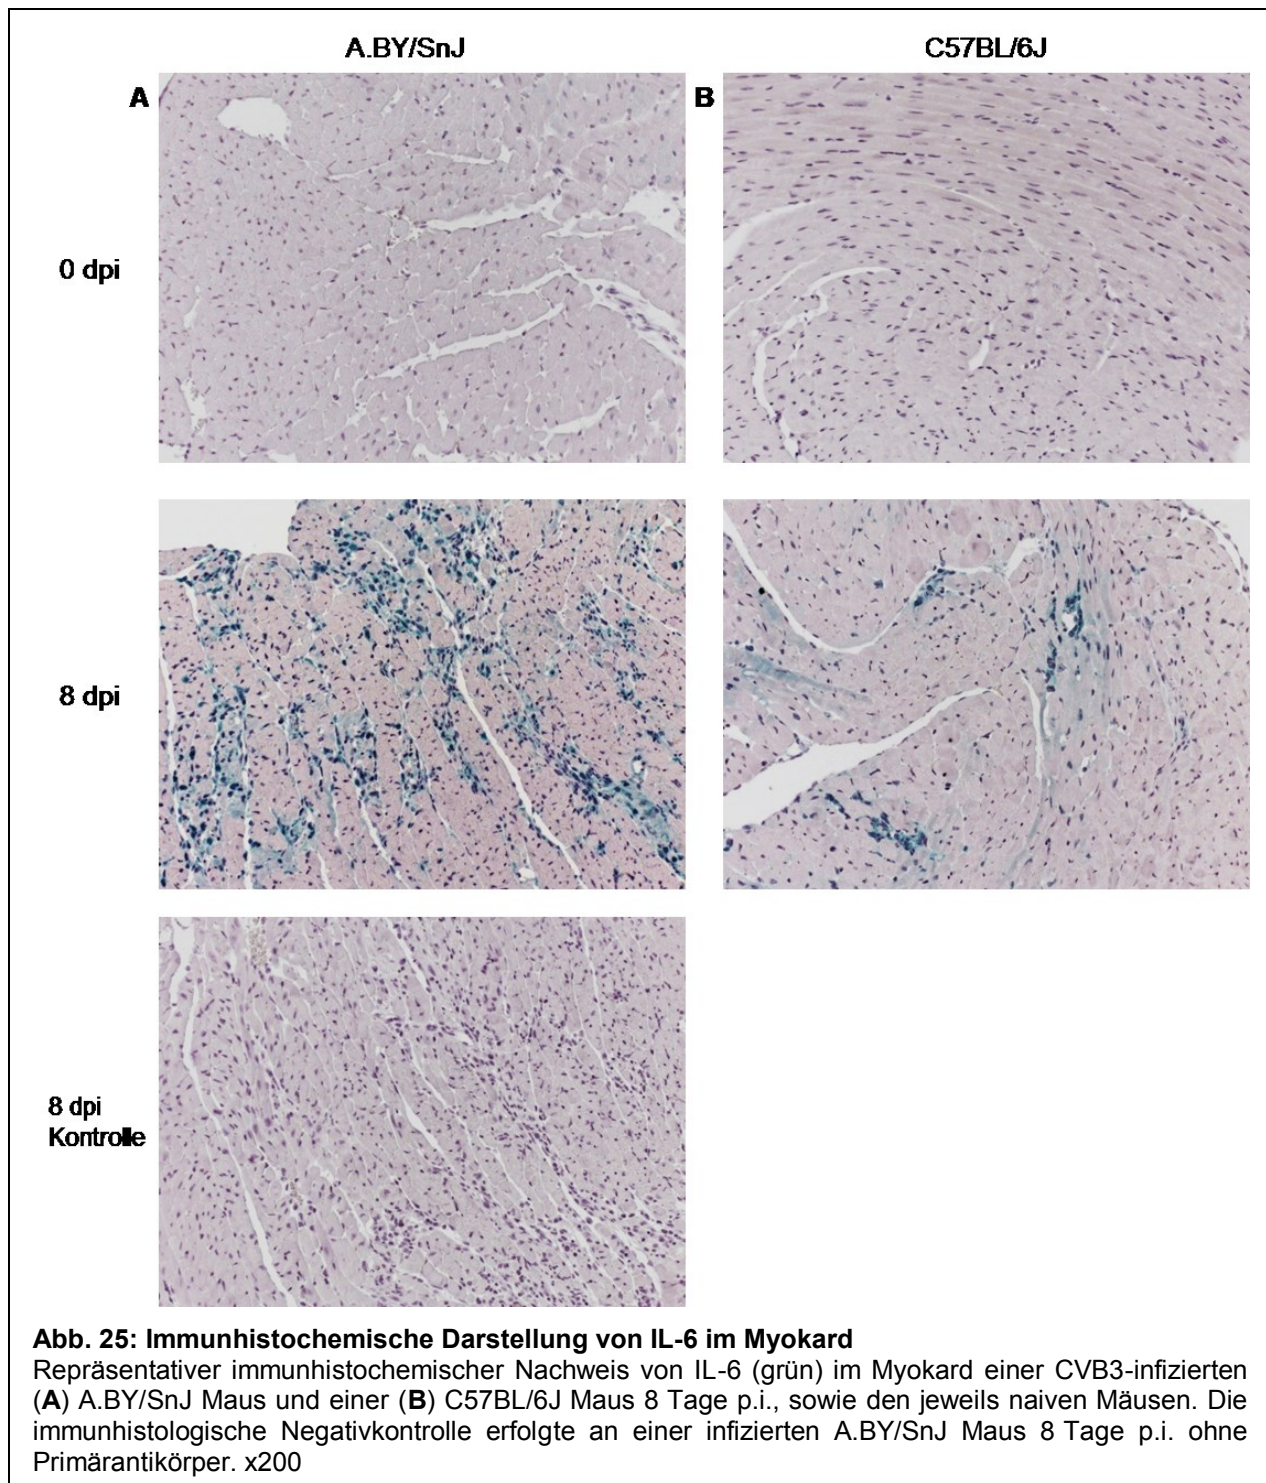 A.BY/SnJ
C57BL/6J
A
B
0 dpi
8 dpi
8 dpi
Kontrolle
Abb. 25: Immunhistochemische Darstellung von IL-6 im Myokard
Repräsentativer immunhistochemischer Nachweis von IL-6 (grün) im Myokard einer CVB3-infizierten
(A) A.BY/SnJ Maus und einer (B) C57BL/6J Maus 8 Tage p.i., sowie den jeweils naiven Mäusen. Die
immunhistologische Negativkontrolle erfolgte an einer infizierten A.BY/SnJ Maus 8 Tage p.i. ohne
Primärantikörper. x200